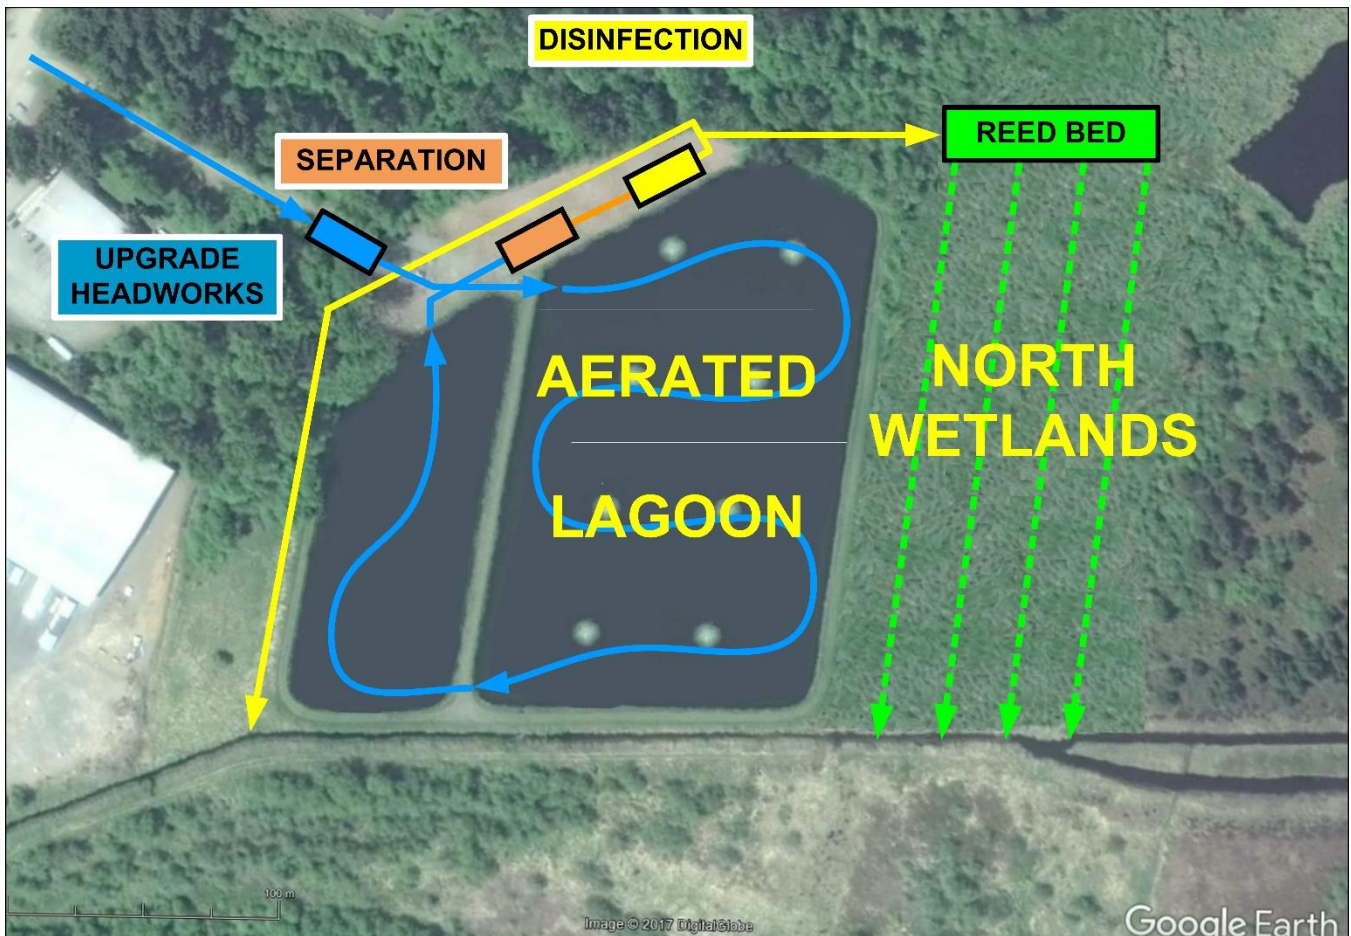 DISINFECTION
REED BED
SEPARATION
UPGRADE
HEADWORKS
AERATED
LAGOON
NORTH
WETLANDS
100 m
Image © 2017 DigitalGlobe
Google Earth